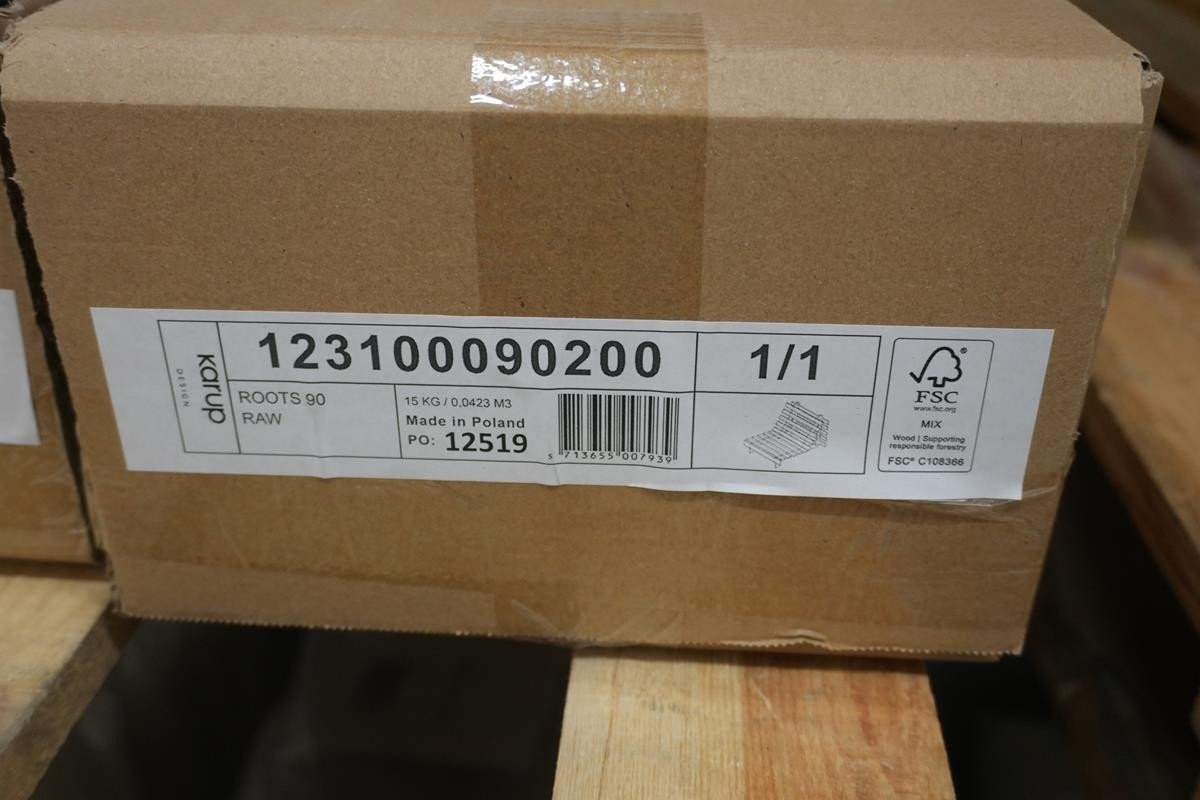 karup
DESIGN
123100090200
1/1
ROOTS 90
RAW
15 KG / 0,0423 M3
Made in Poland
PO: 12519
5 713655 007939
FSC®
www.fsc.org
MIX
Wood | Supporting
responsible forestry
FSC® C108366